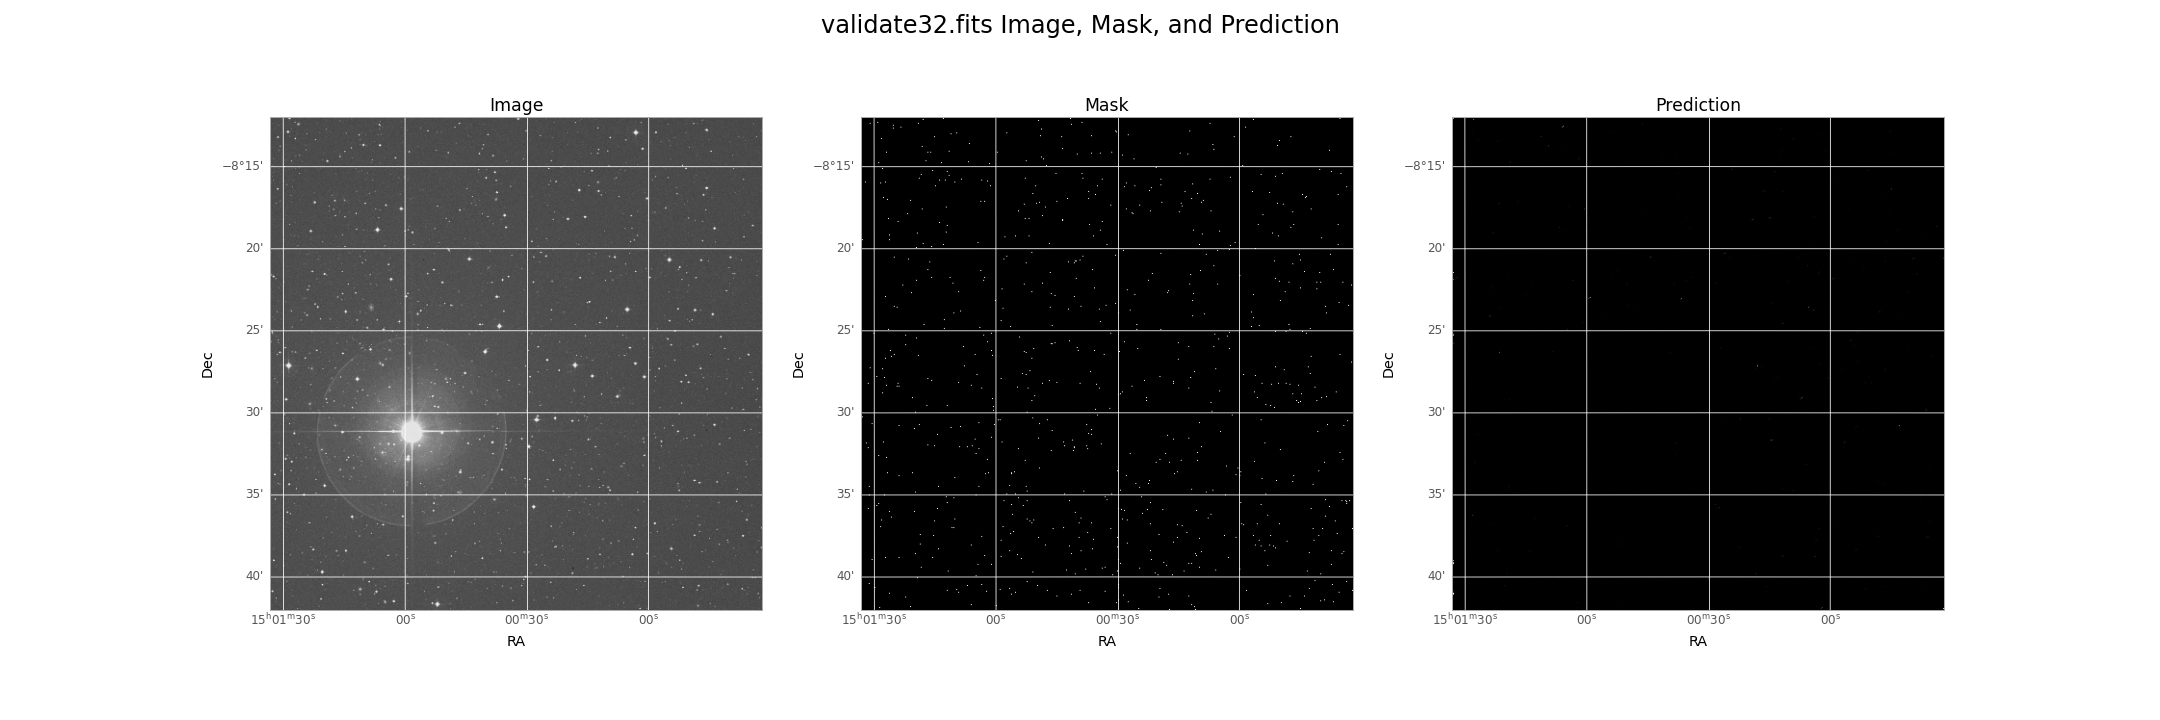 validate32.fits Image, Mask, and Prediction
Image
Mask
Prediction
−8°15'
20'
25'
30'
35'
40'
Dec
15ʰ01ᵐ30ˢ 00ˢ 00ᵐ30ˢ 00ˢ
RA
−8°15'
20'
25'
30'
35'
40'
Dec
15ʰ01ᵐ30ˢ 00ˢ 00ᵐ30ˢ 00ˢ
RA
−8°15'
20'
25'
30'
35'
40'
Dec
15ʰ01ᵐ30ˢ 00ˢ 00ᵐ30ˢ 00ˢ
RA